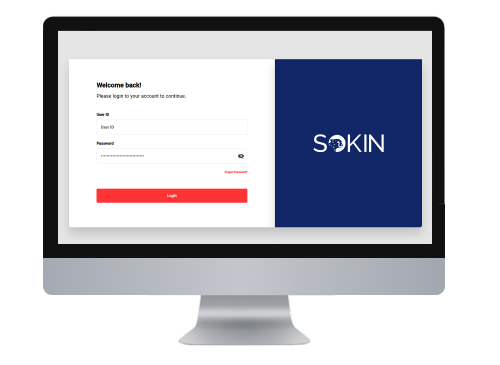 Welcome back!
Please login to your account to continue.
User ID
User ID
Password
Forgot Password?
Login
SOKIN